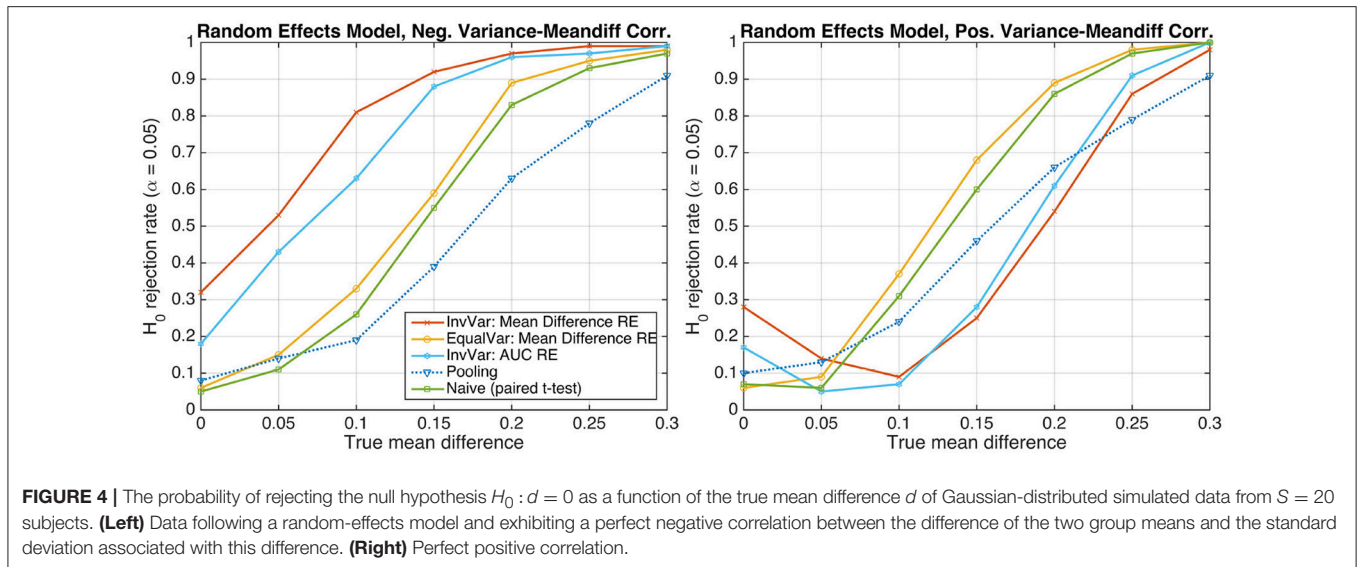 Random Effects Model, Neg. Variance-Meandiff Corr.
1
0.9
0.8
0.7
0.6
0.5
0.4
0.3
0.2
0.1
0
H0 rejection rate (α = 0.05)
InvVar: Mean Difference RE
EqualVar: Mean Difference RE
InvVar: AUC RE
Pooling
Naive (paired t-test)
0 0.05 0.1 0.15 0.2 0.25 0.3
True mean difference
Random Effects Model, Pos. Variance-Meandiff Corr.
1
0.9
0.8
0.7
0.6
0.5
0.4
0.3
0.2
0.1
0
H0 rejection rate (α = 0.05)
0 0.05 0.1 0.15 0.2 0.25 0.3
True mean difference
FIGURE 4 | The probability of rejecting the null hypothesis H0 : d = 0 as a function of the true mean difference d of Gaussian-distributed simulated data from S = 20
subjects. (Left) Data following a random-effects model and exhibiting a perfect negative correlation between the difference of the two group means and the standard
deviation associated with this difference. (Right) Perfect positive correlation.